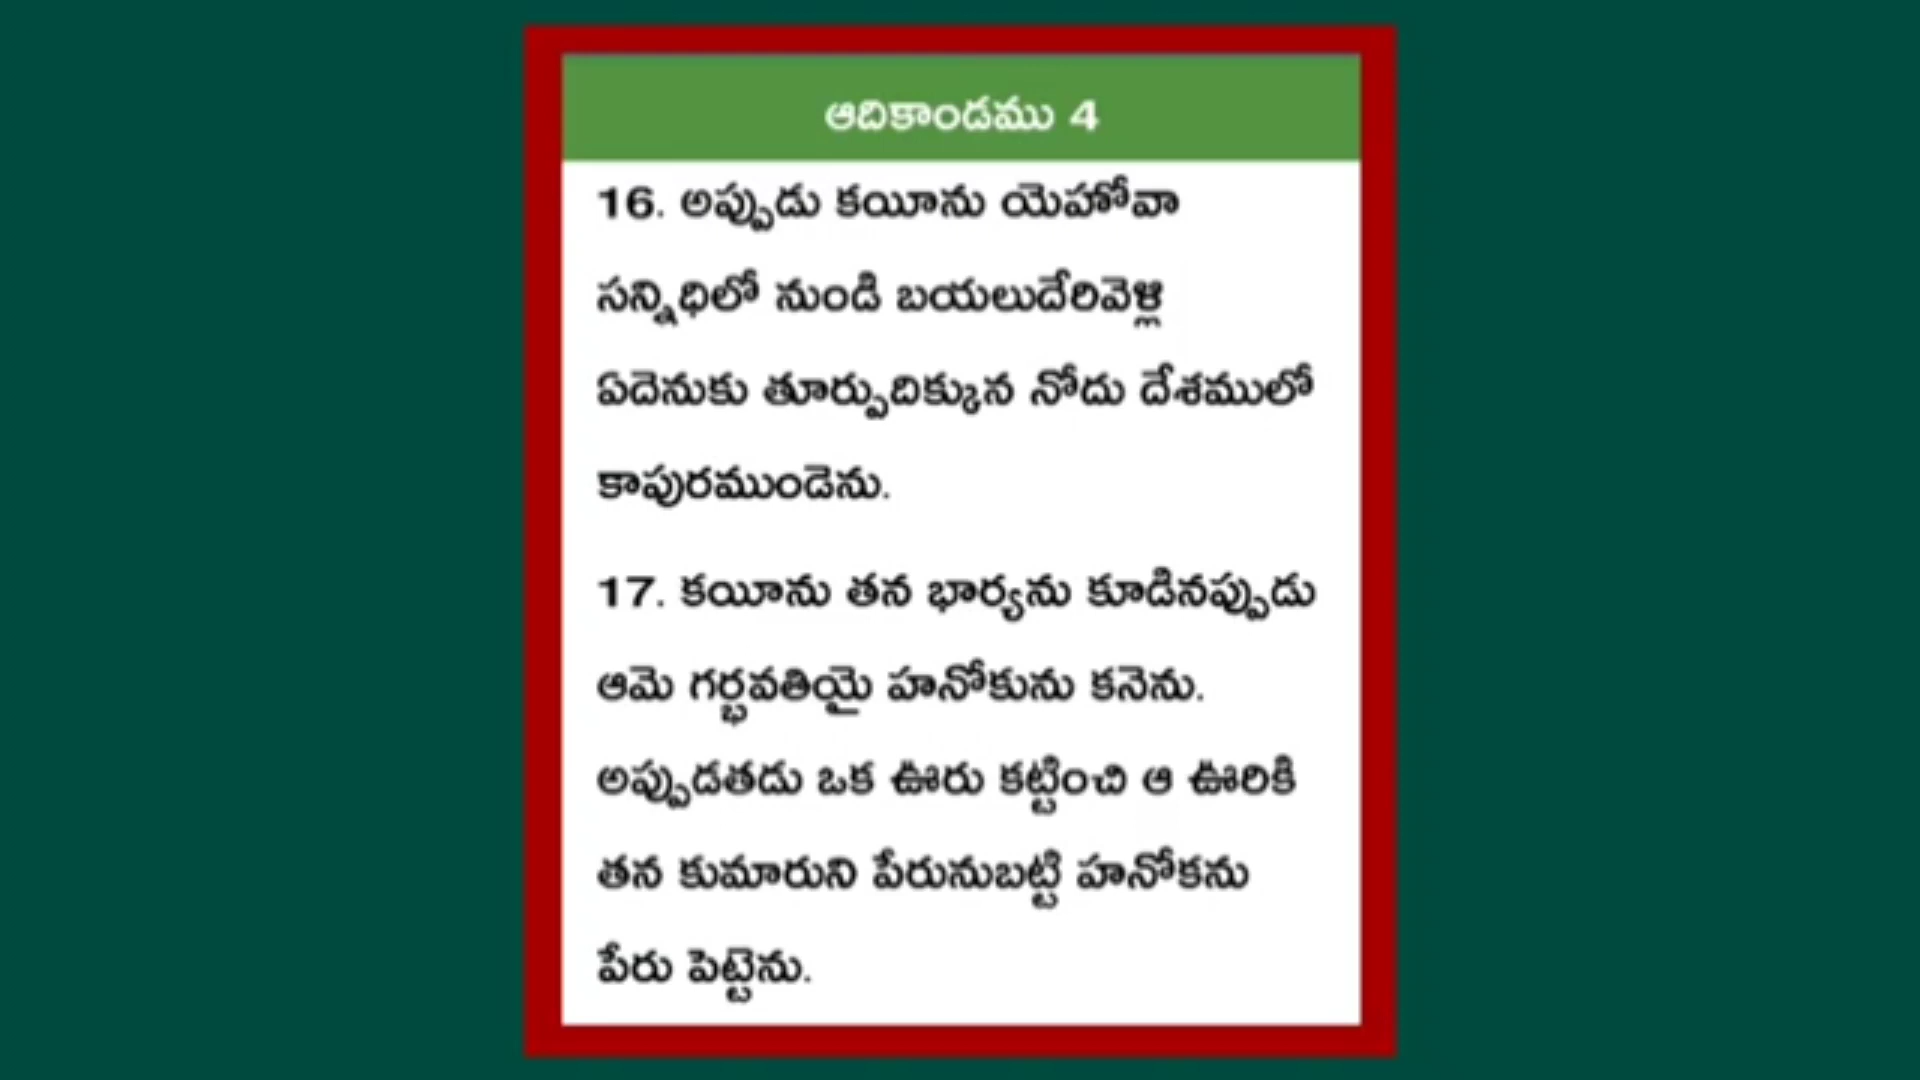 ఆదికాండము 4
16. అప్పుడు కయీను యెహోవా
సన్నిధిలో నుండి బయలుదేరివెళ్లి
ఏదెనుకు తూర్పుదిక్కున నోదు దేశములో
కాపురముండెను.
17. కయీను తన భార్యను కూడినప్పుడు
ఆమె గర్భవతియై హనోకును కనెను.
అప్పుడతడు ఒక ఊరు కట్టించి ఆ ఊరికి
తన కుమారుని పేరునుబట్టి హనోకను
పేరు పెట్టెను.